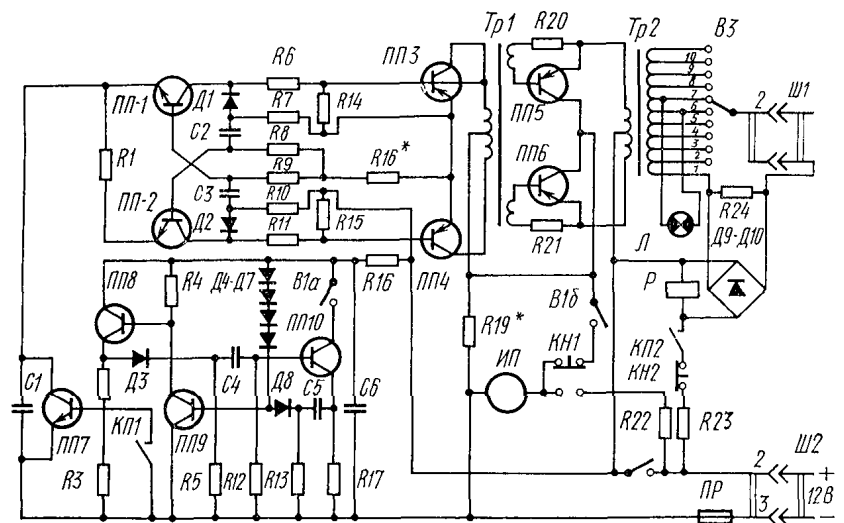 Тр1
R20
Тр2
В3
R6
ПП3
ПП-1
Д1
R7
R14
ПП5
10
9
8
7
6
5
4
3
2
1
2
Ш1
C2
R8
R1
R9
R16*
ПП6
C3
R10
ПП-2
Д2
R11
R15
R21
R24
Л
Д9-Д10
ПП8
R4
Д4-Д7
В1а
R16
ПП4
В1б
Р
ПП10
R19*
КН1
КП2
ИП
КН2
C1
Д3
C4
Д8
C5
C6
КП1
ПП7
ПП9
R22
R23
Ш2
R3
R5
R12
R13
R17
ПР
2
+
3
12В
−